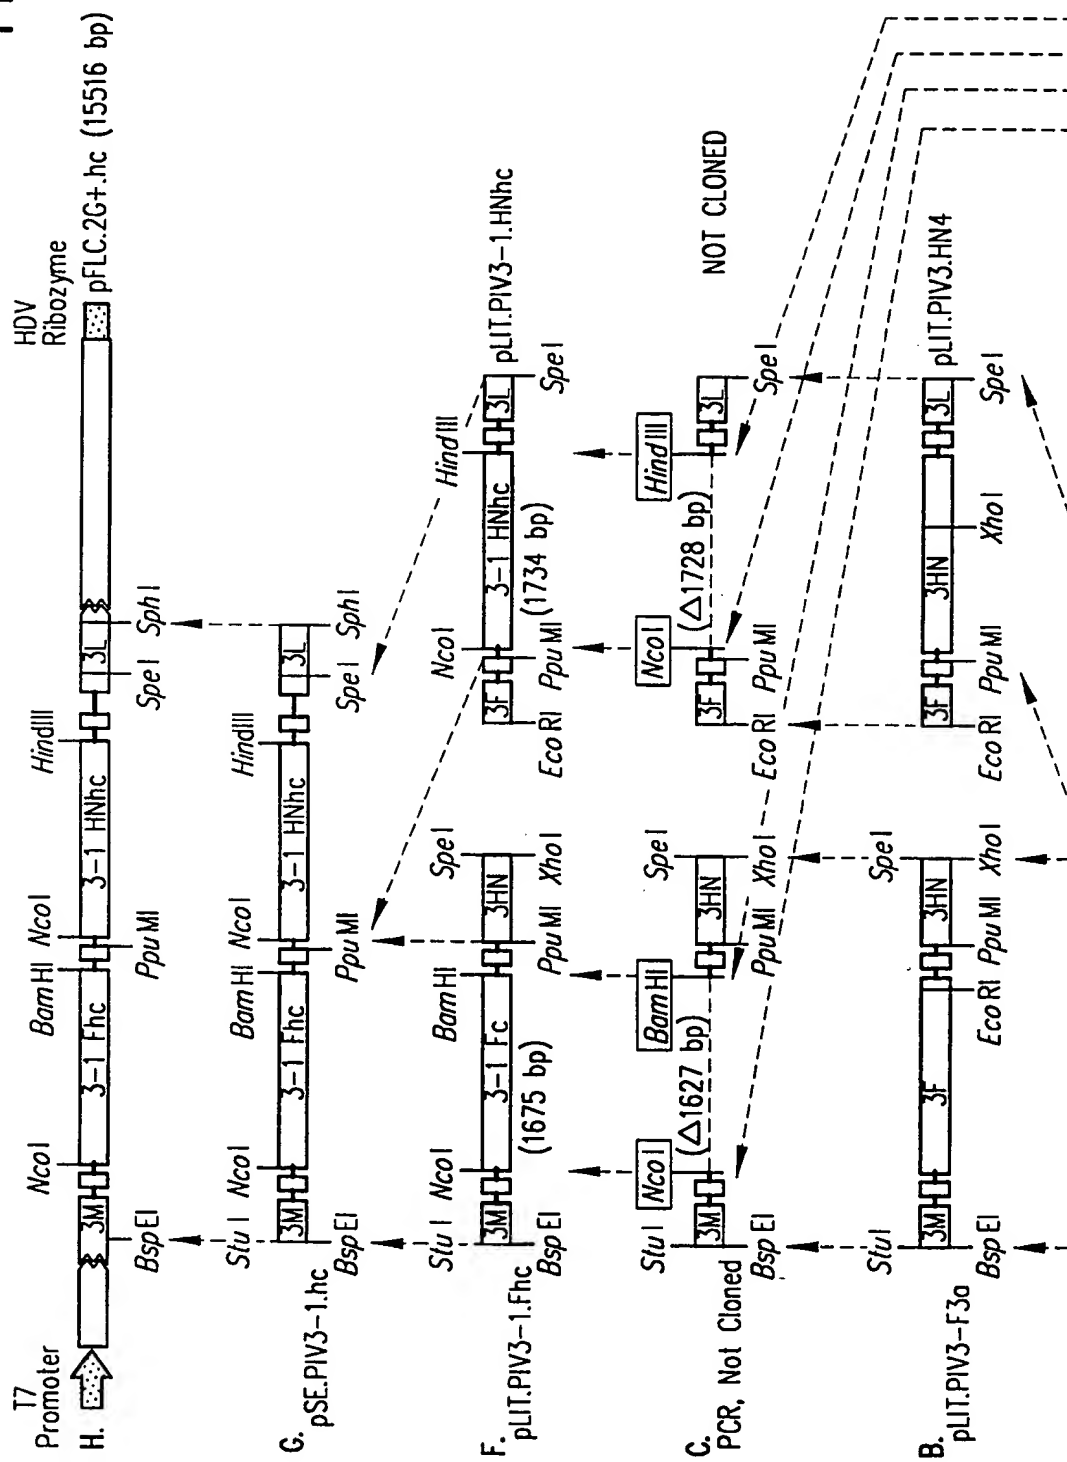 T7
Promoter
HDV
Ribozyme
H.
NcoI
BamHI
NcoI
HindIII
3M
3-1 Fhc
3-1 HNhc
3L
pFLC.2G+.hc (15516 bp)
BspEI
PpuMI
SpeI
SphI
G.
pSE.PIV3-1.hc
StuI
NcoI
BamHI
NcoI
HindIII
3M
3-1 Fhc
3-1 HNhc
3L
BspEI
PpuMI
SpeI
SphI
F.
pLIT.PIV3-1.Fhc
StuI
NcoI
BamHI
SpeI
3M
3-1 Fc
3HN
(1675 bp)
BspEI
PpuMI
XhoI
NcoI
HindIII
3F
3-1 HNhc
3L
(1734 bp)
EcoRI
PpuMI
SpeI
pLIT.PIV3-1.HNhc
C.
PCR, Not Cloned
StuI
NcoI
BamHI
SpeI
3M
(△1627 bp)
3HN
BspEI
PpuMI
XhoI
NcoI
HindIII
3F
(△1728 bp)
3L
EcoRI
PpuMI
SpeI
NOT CLONED
B.
pLIT.PIV3-F3a
StuI
SpeI
3M
3F
3HN
BspEI
EcoRI
PpuMI
XhoI
3F
3HN
3L
EcoRI
PpuMI
XhoI
SpeI
pLIT.PIV3.HN4